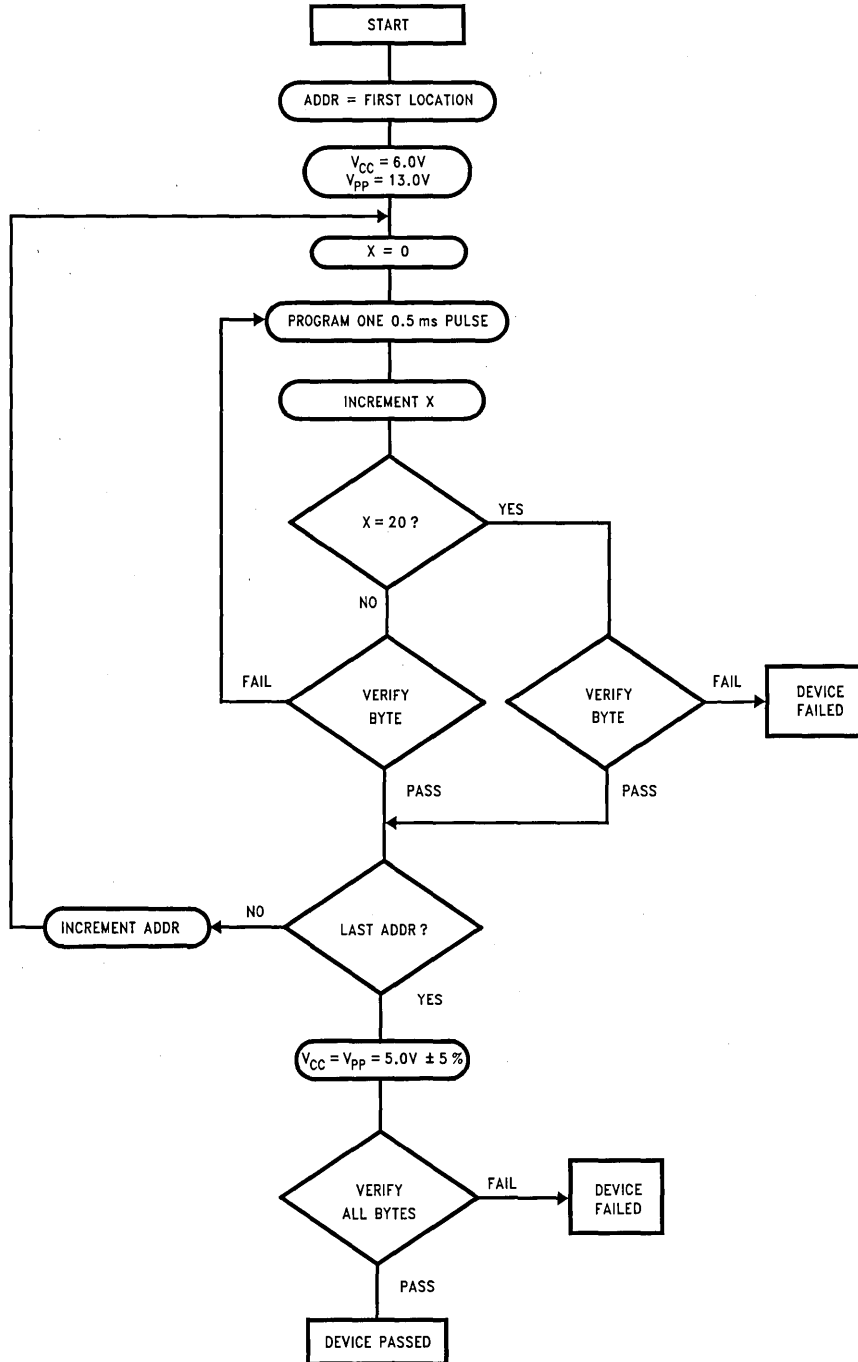 START
ADDR = FIRST LOCATION
V_CC = 6.0V
V_PP = 13.0V
X = 0
PROGRAM ONE 0.5 ms PULSE
INCREMENT X
X = 20 ?
YES
NO
FAIL
VERIFY
BYTE
VERIFY
BYTE
FAIL
DEVICE
FAILED
PASS
PASS
INCREMENT ADDR
NO
LAST ADDR ?
YES
V_CC = V_PP = 5.0V ± 5 %
VERIFY
ALL BYTES
FAIL
DEVICE
FAILED
PASS
DEVICE PASSED